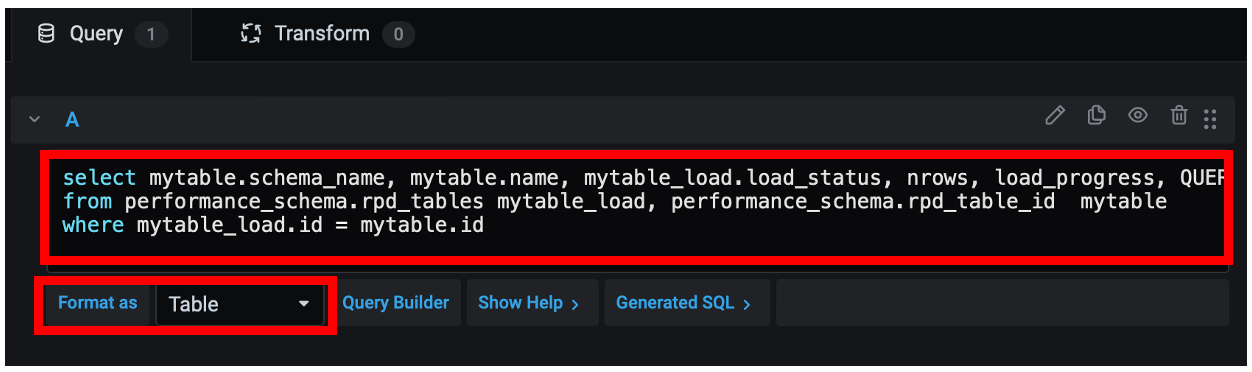 Query 1 Transform 0
A
select mytable.schema_name, mytable.name, mytable_load.load_status, nrows, load_progress, QUER
from performance_schema.rpd_tables mytable_load, performance_schema.rpd_table_id  mytable
where mytable_load.id = mytable.id
Format as Table Query Builder Show Help > Generated SQL >